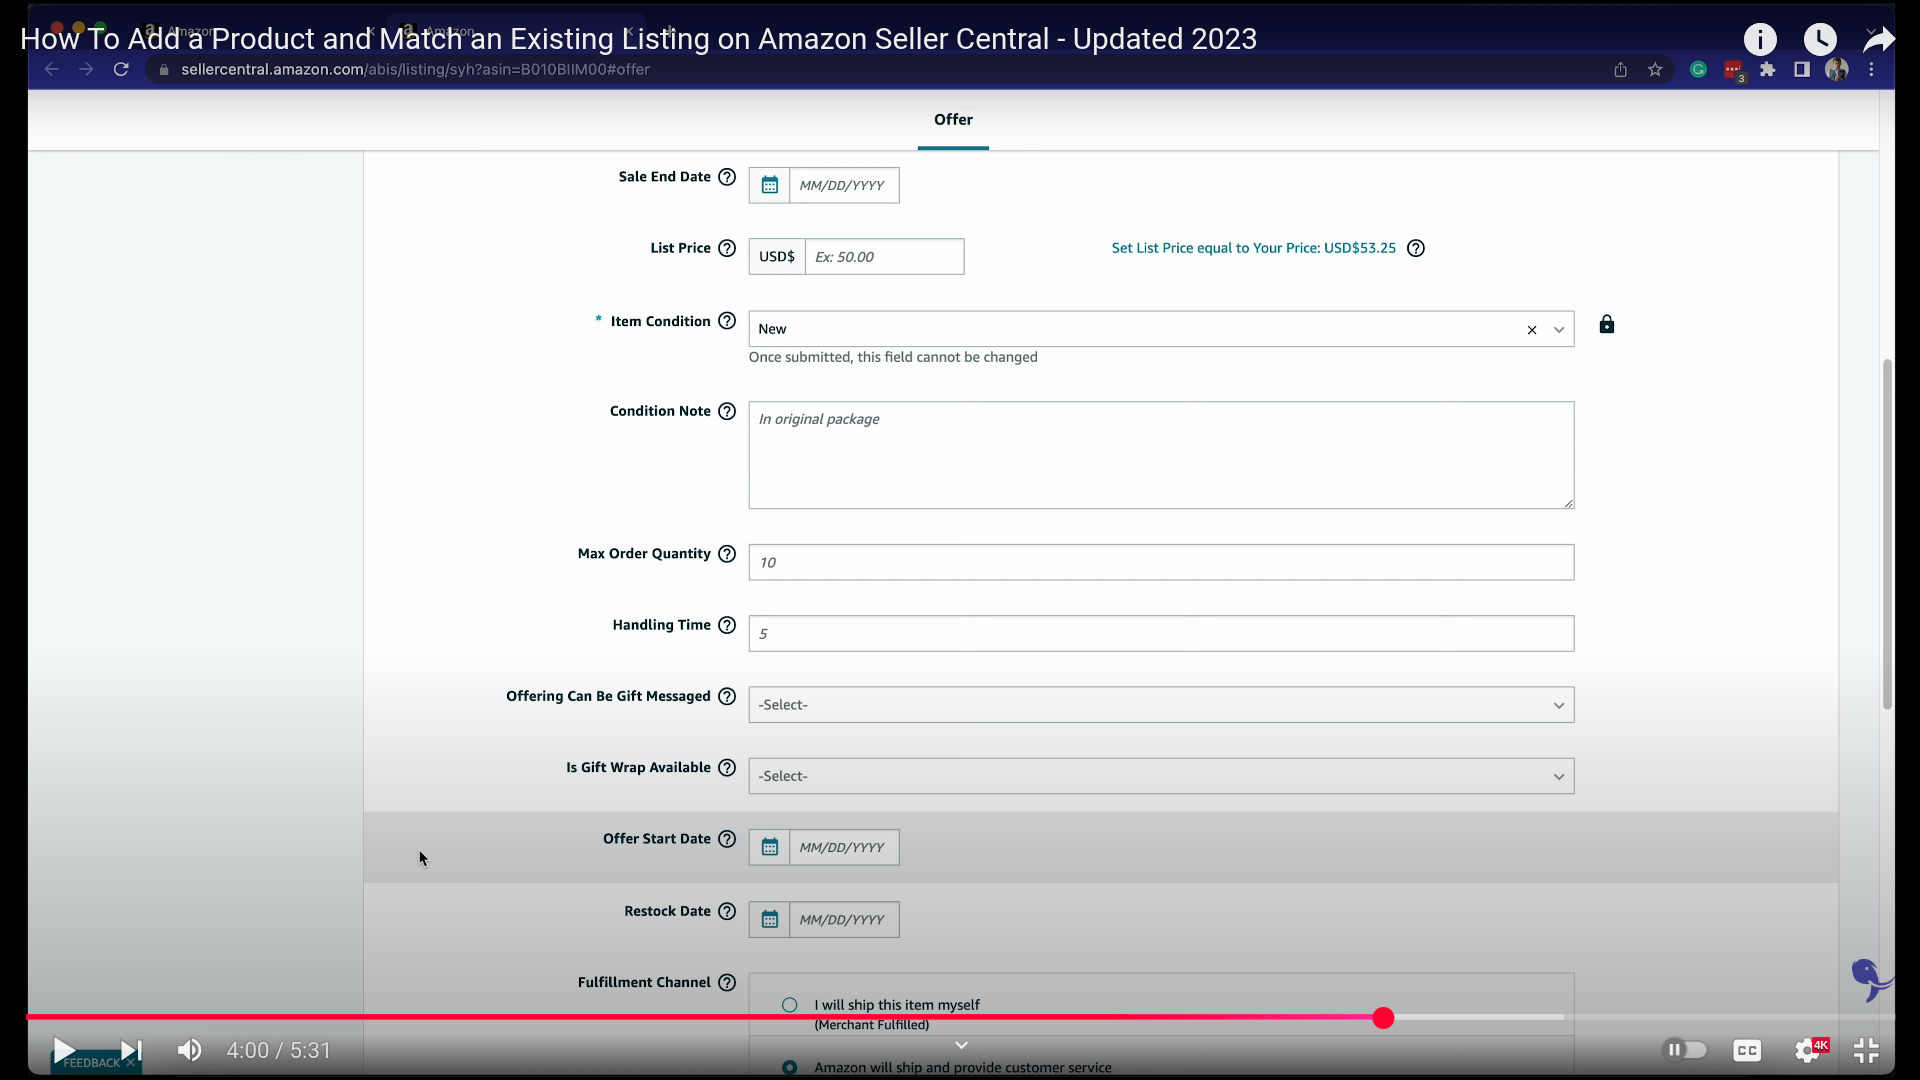 Amazon
Amazon
How To Add a Product and Match an Existing Listing on Amazon Seller Central - Updated 2023
sellercentral.amazon.com/abis/listing/syh?asin=B010BIIM00#offer
3
Offer
Sale End Date
MM/DD/YYYY
List Price
USD$
Ex: 50.00
Set List Price equal to Your Price: USD$53.25
* Item Condition
New
Once submitted, this field cannot be changed
Condition Note
In original package
Max Order Quantity
10
Handling Time
5
Offering Can Be Gift Messaged
-Select-
Is Gift Wrap Available
-Select-
Offer Start Date
MM/DD/YYYY
Restock Date
MM/DD/YYYY
Fulfillment Channel
I will ship this item myself
(Merchant Fulfilled)
Amazon will ship and provide customer service
FEEDBACK
4:00 / 5:31
CC
4K